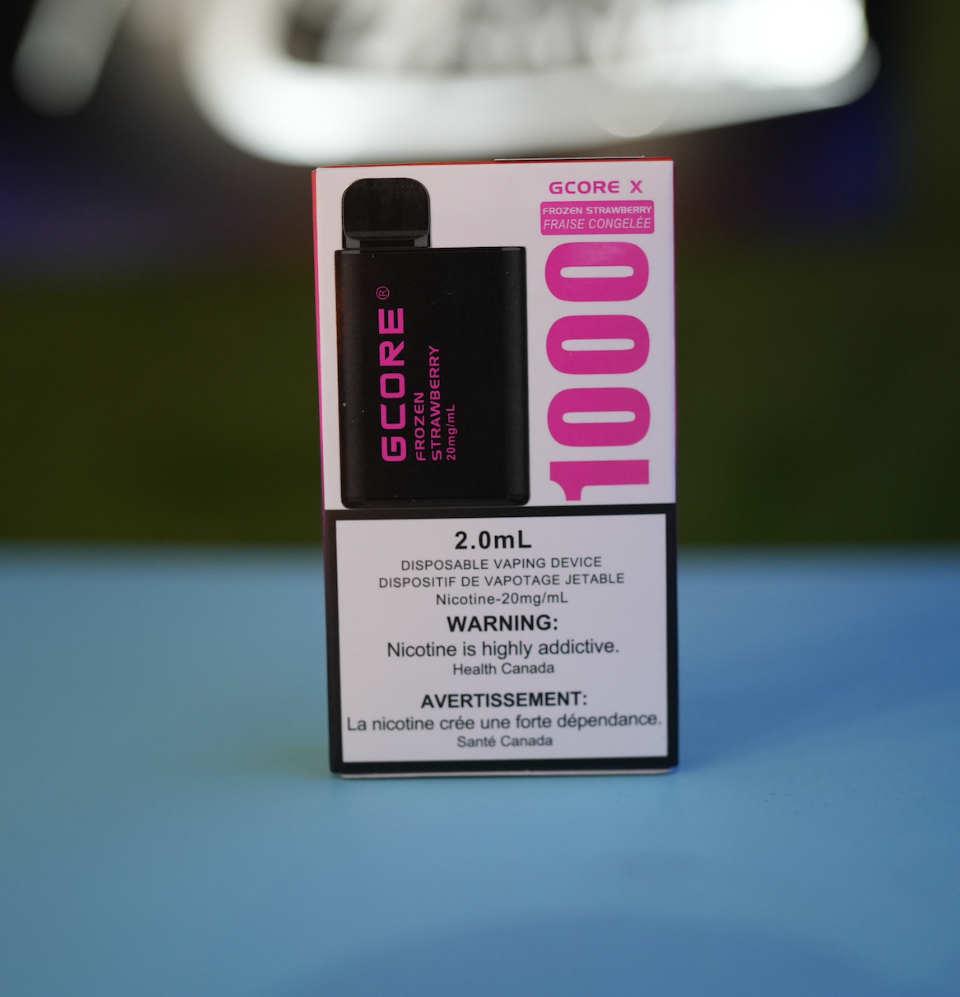 GCORE X
FROZEN STRAWBERRY
FRAISE CONGELÉE
1000
GCORE®
FROZEN
STRAWBERRY
20mg/mL
2.0mL
DISPOSABLE VAPING DEVICE
DISPOSITIF DE VAPOTAGE JETABLE
Nicotine-20mg/mL
WARNING:
Nicotine is highly addictive.
Health Canada
AVERTISSEMENT:
La nicotine crée une forte dépendance.
Santé Canada